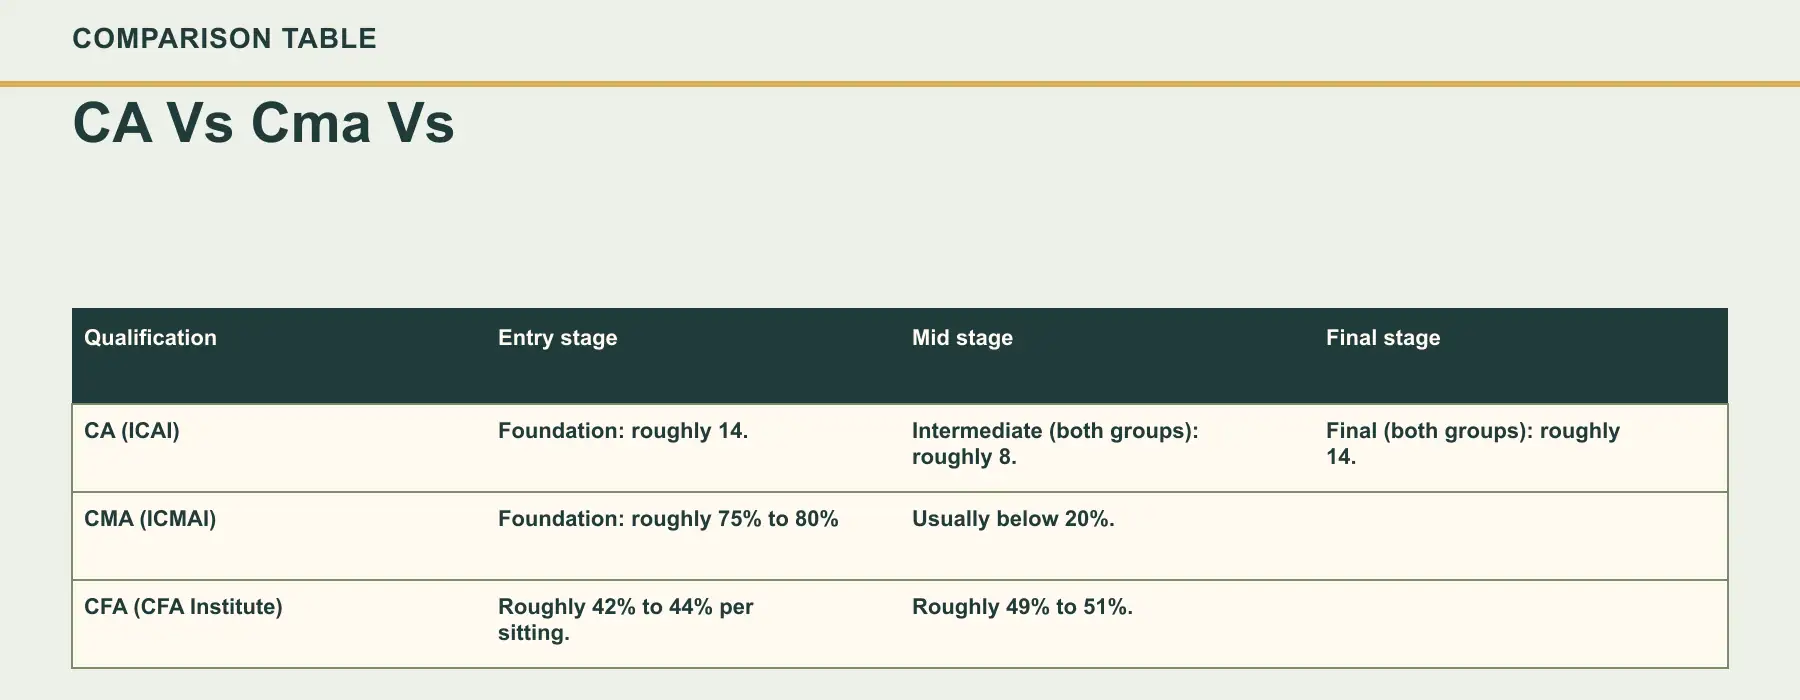 COMPARISON TABLE
CA Vs Cma Vs
Qualification Entry stage Mid stage Final stage
CA (ICAI) Foundation: roughly 14. Intermediate (both groups): Final (both groups): roughly
roughly 8. 14.
CMA (ICMAI) Foundation: roughly 75% to 80% Usually below 20%.
CFA (CFA Institute) Roughly 42% to 44% per Roughly 49% to 51%.
sitting.